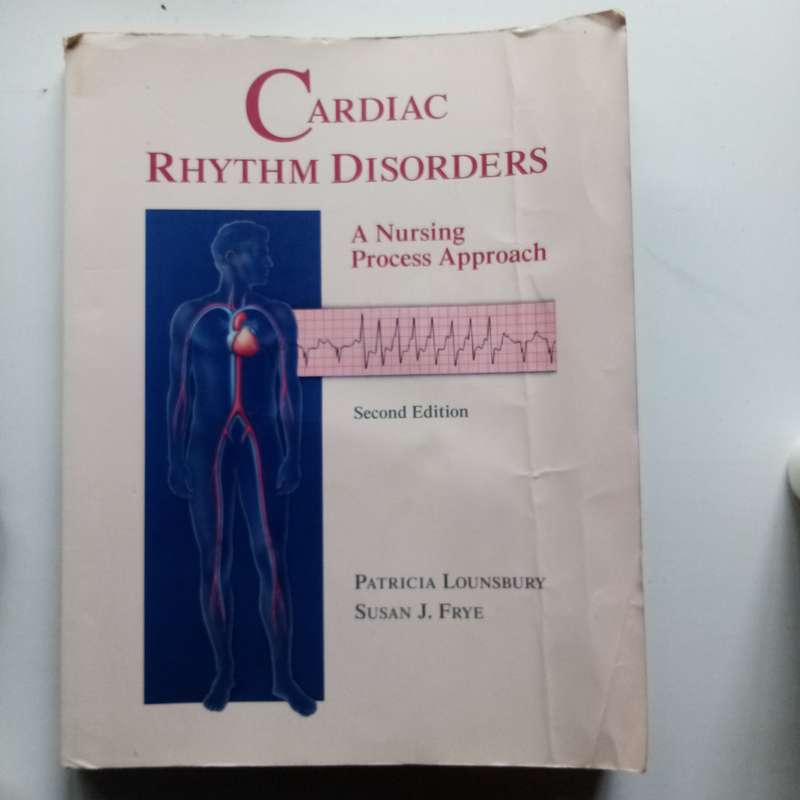 CARDIAC
RHYTHM DISORDERS
A Nursing
Process Approach
Second Edition
PATRICIA LOUNSBURY
SUSAN J. FRYE